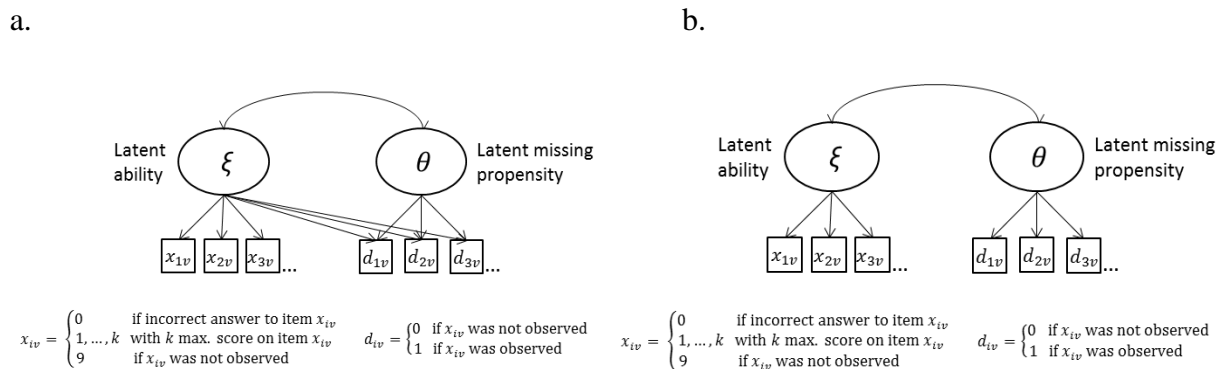 a.
Latent ability
ξ
θ
Latent missing propensity
x₁ᵥ x₂ᵥ x₃ᵥ ...
d₁ᵥ d₂ᵥ d₃ᵥ ...
xᵢᵥ = { 0 if incorrect answer to item xᵢᵥ
1, ..., k with k max. score on item xᵢᵥ
9 if xᵢᵥ was not observed
dᵢᵥ = { 0 if xᵢᵥ was not observed
1 if xᵢᵥ was observed
b.
Latent ability
ξ
θ
Latent missing propensity
x₁ᵥ x₂ᵥ x₃ᵥ ...
d₁ᵥ d₂ᵥ d₃ᵥ ...
xᵢᵥ = { 0 if incorrect answer to item xᵢᵥ
1, ..., k with k max. score on item xᵢᵥ
9 if xᵢᵥ was not observed
dᵢᵥ = { 0 if xᵢᵥ was not observed
1 if xᵢᵥ was observed